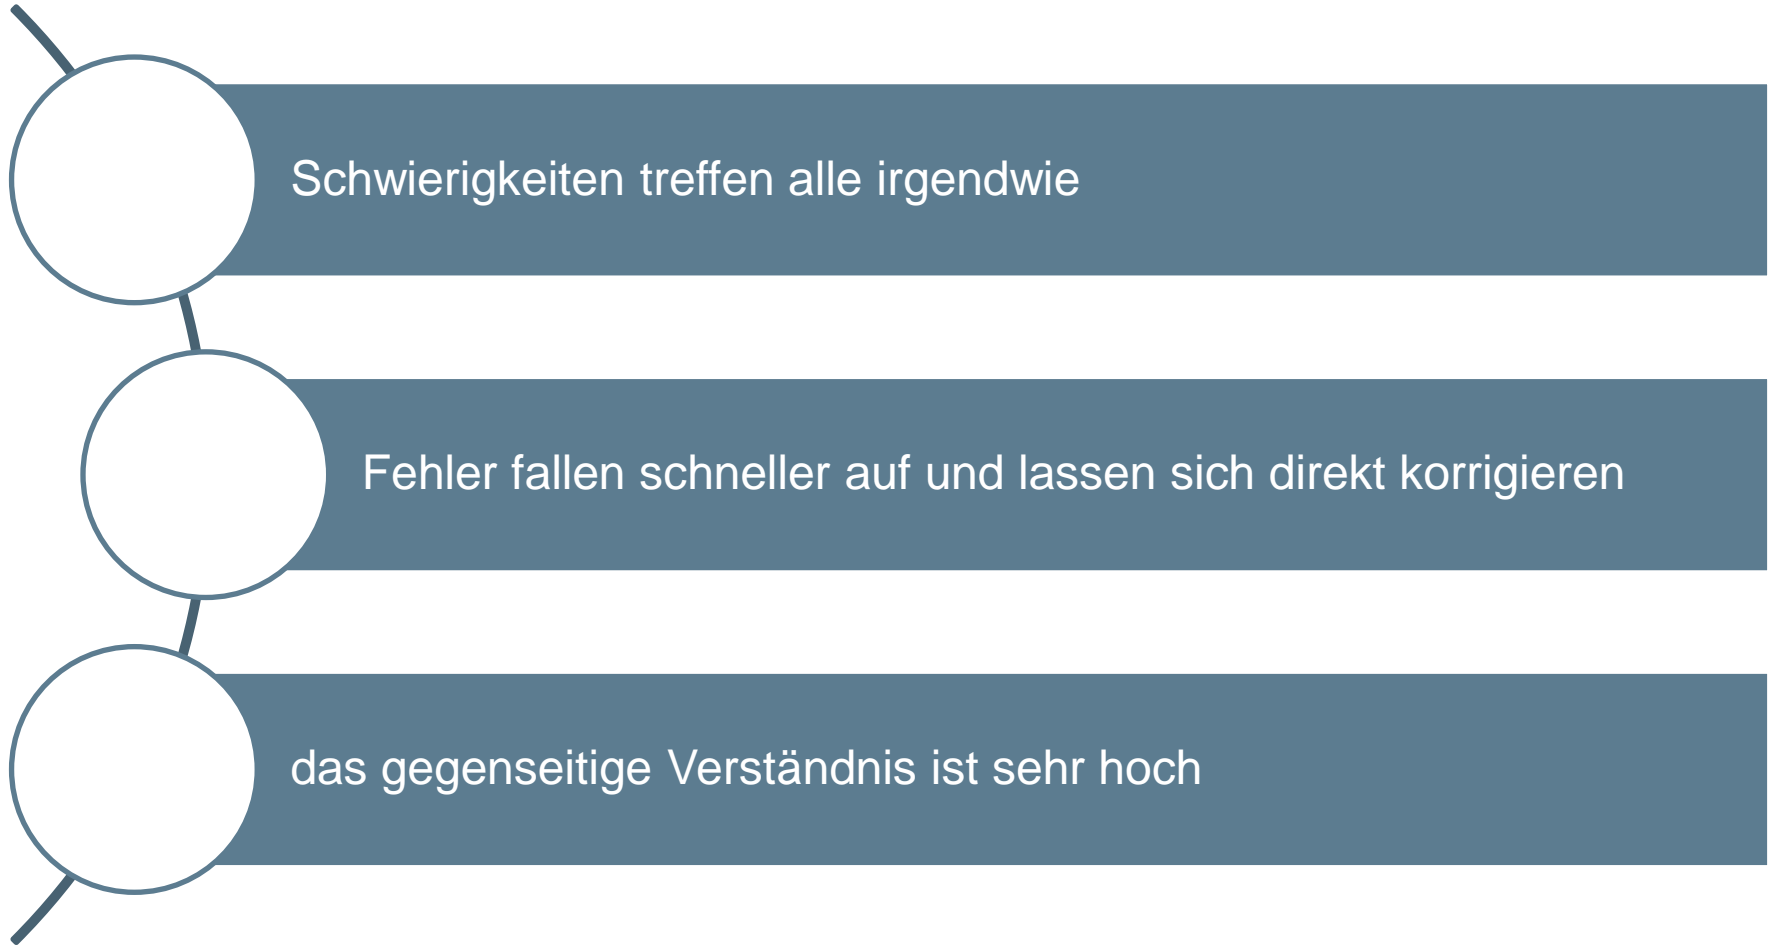 Schwierigkeiten treffen alle irgendwie
Fehler fallen schneller auf und lassen sich direkt korrigieren
das gegenseitige Verständnis ist sehr hoch